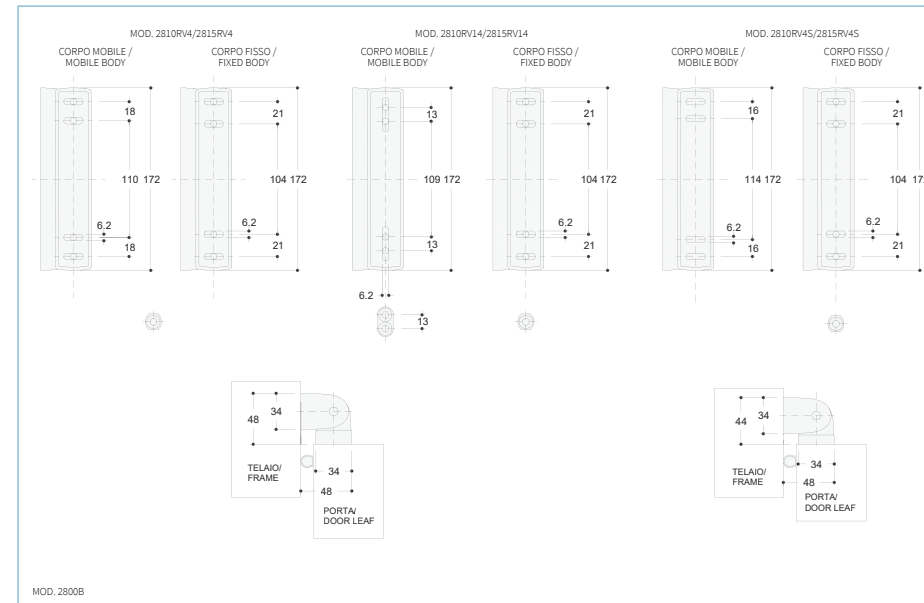 MOD. 2810RV4/2815RV4
CORPO MOBILE /
MOBILE BODY
CORPO FISSO /
FIXED BODY
18
110 172
6.2
18
21
104 172
6.2
21
MOD. 2810RV14/2815RV14
CORPO MOBILE /
MOBILE BODY
CORPO FISSO /
FIXED BODY
13
109 172
13
6.2
13
21
104 172
6.2
21
MOD. 2810RV4S/2815RV4S
CORPO MOBILE /
MOBILE BODY
CORPO FISSO /
FIXED BODY
16
114 172
6.2
16
21
104
6.2
21
48
34
TELAIO/
FRAME
34
48
PORTA/
DOOR LEAF
44
34
TELAIO/
FRAME
34
48
PORTA/
DOOR LEAF
MOD. 2800B